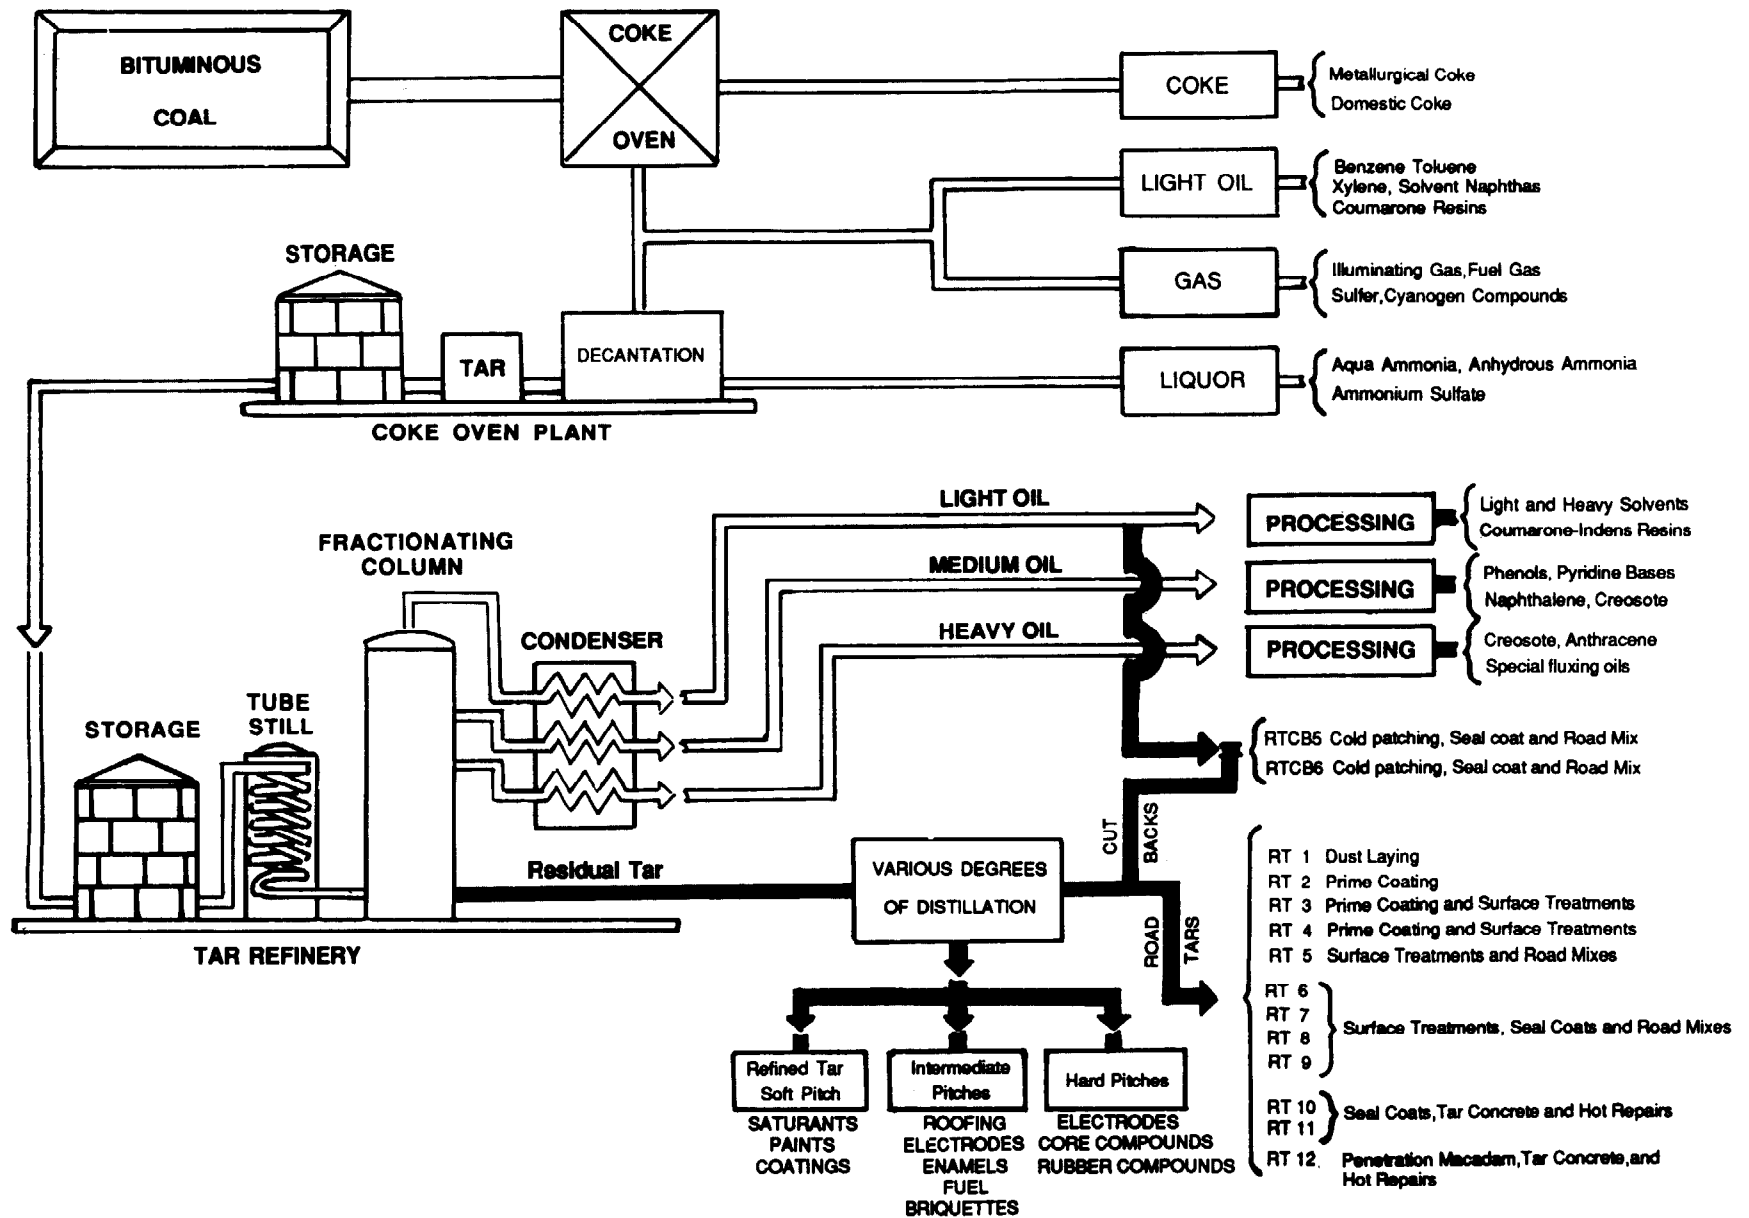 BITUMINOUS
COAL
COKE
OVEN
COKE
Metallurgical Coke
Domestic Coke
LIGHT OIL
Benzene Toluene
Xylene, Solvent Naphthas
Coumarone Resins
GAS
Illuminating Gas,Fuel Gas
Sulfer,Cyanogen Compounds
STORAGE
TAR
DECANTATION
LIQUOR
Aqua Ammonia, Anhydrous Ammonia
Ammonium Sulfate
COKE OVEN PLANT
LIGHT OIL
PROCESSING
Light and Heavy Solvents
Coumarone-Indens Resins
FRACTIONATING
COLUMN
MEDIUM OIL
PROCESSING
Phenols, Pyridine Bases
Naphthalene, Creosote
CONDENSER
HEAVY OIL
PROCESSING
Creosote, Anthracene
Special fluxing oils
TUBE
STILL
STORAGE
RTCB5 Cold patching, Seal coat and Road Mix
RTCB6 Cold patching, Seal coat and Road Mix
CUT
BACKS
Residual Tar
VARIOUS DEGREES
OF DISTILLATION
TAR REFINERY
ROAD
TARS
RT 1 Dust Laying
RT 2 Prime Coating
RT 3 Prime Coating and Surface Treatments
RT 4 Prime Coating and Surface Treatments
RT 5 Surface Treatments and Road Mixes
RT 6
RT 7
RT 8
RT 9
Surface Treatments, Seal Coats and Road Mixes
RT 10
RT 11
Seal Coats,Tar Concrete and Hot Repairs
RT 12. Penetration Macadam,Tar Concrete,and
Hot Repairs
Refined Tar
Soft Pitch
SATURANTS
PAINTS
COATINGS
Intermediate
Pitches
ROOFING
ELECTRODES
ENAMELS
FUEL
BRIQUETTES
Hard Pitches
ELECTRODES
CORE COMPOUNDS
RUBBER COMPOUNDS